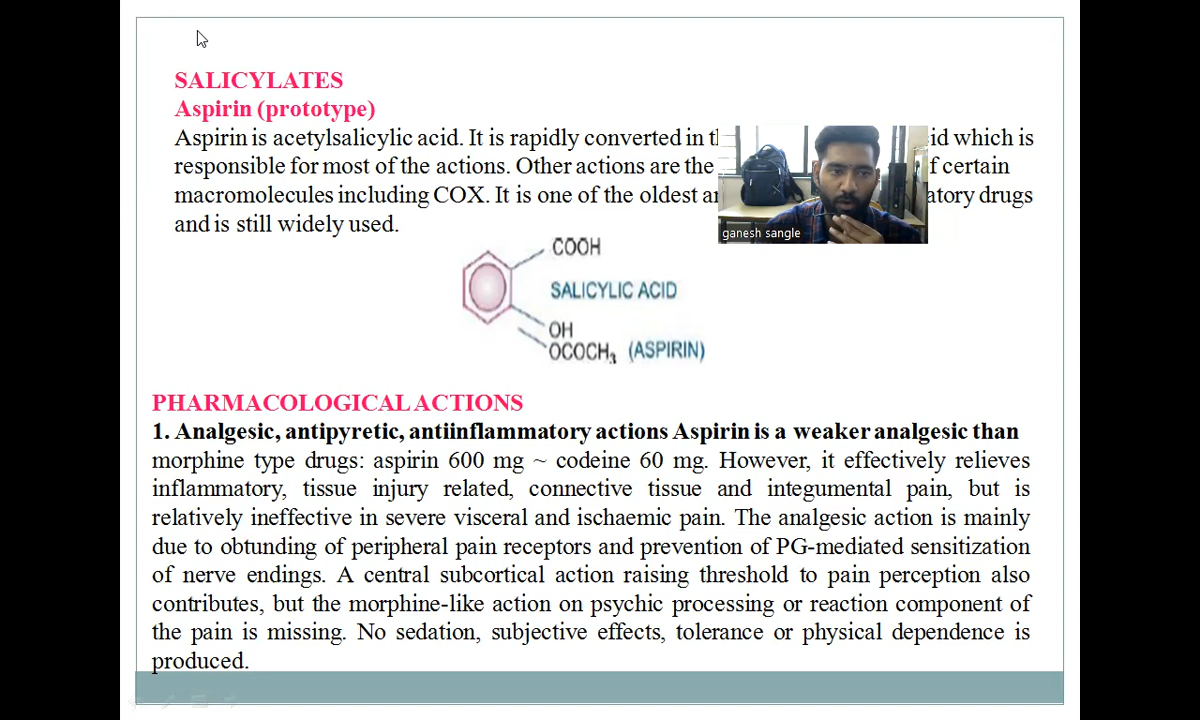 SALICYLATES
Aspirin (prototype)
Aspirin is acetylsalicylic acid. It is rapidly converted in which is
responsible for most of the actions. Other actions are the certain
macromolecules including COX. It is one of the oldest drugs
and is still widely used.
ganesh sangle
COOH
SALICYLIC ACID
OH
OCOCH3 (ASPIRIN)
PHARMACOLOGICAL ACTIONS
1. Analgesic, antipyretic, antiinflammatory actions Aspirin is a weaker analgesic than
morphine type drugs: aspirin 600 mg ~ codeine 60 mg. However, it effectively relieves
inflammatory, tissue injury related, connective tissue and integumental pain, but is
relatively ineffective in severe visceral and ischaemic pain. The analgesic action is mainly
due to obtunding of peripheral pain receptors and prevention of PG-mediated sensitization
of nerve endings. A central subcortical action raising threshold to pain perception also
contributes, but the morphine-like action on psychic processing or reaction component of
the pain is missing. No sedation, subjective effects, tolerance or physical dependence is
produced.